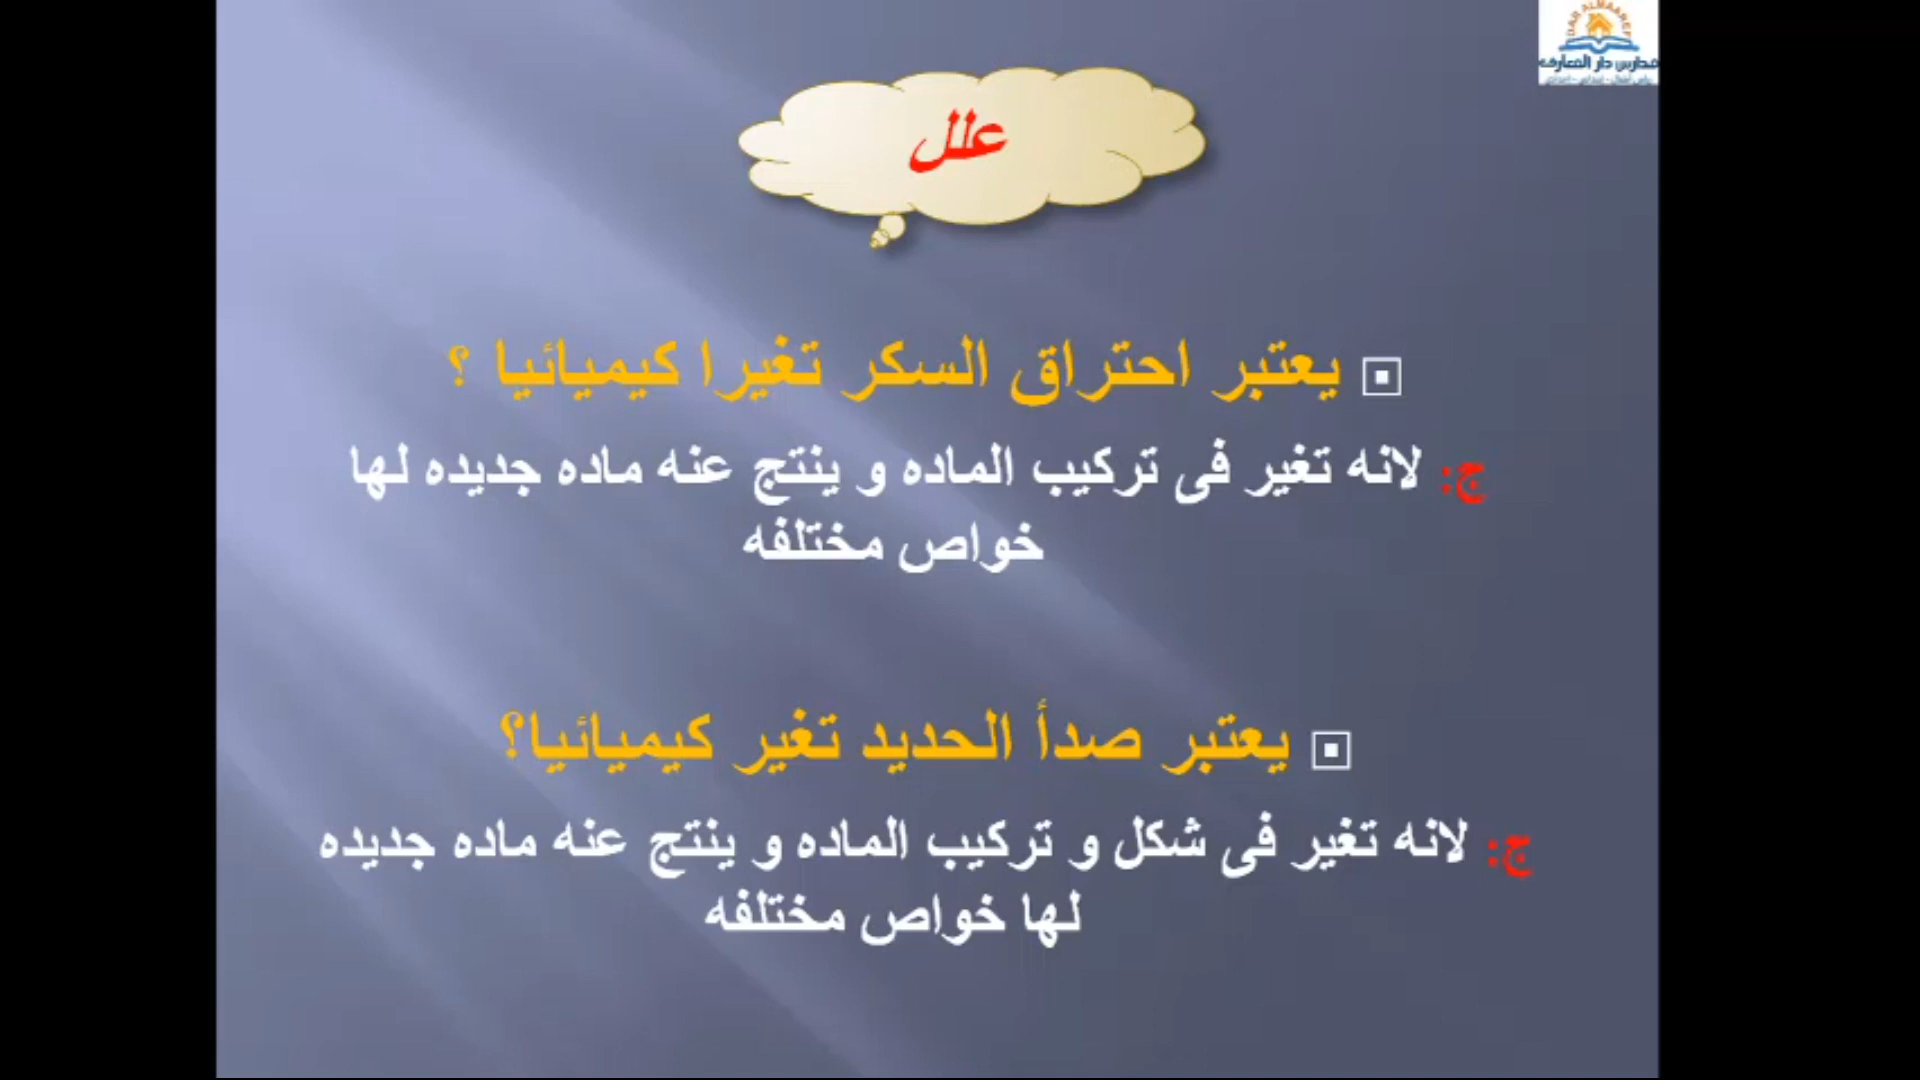 DAR ALMAAREF
مدارس دار المعارف
علل
يعتبر احتراق السكر تغيرا كيميائيا ؟
ج: لانه تغير فى تركيب الماده و ينتج عنه ماده جديده لها
خواص مختلفه
يعتبر صدأ الحديد تغير كيميائيا؟
ج: لانه تغير فى شكل و تركيب الماده و ينتج عنه ماده جديده
لها خواص مختلفه